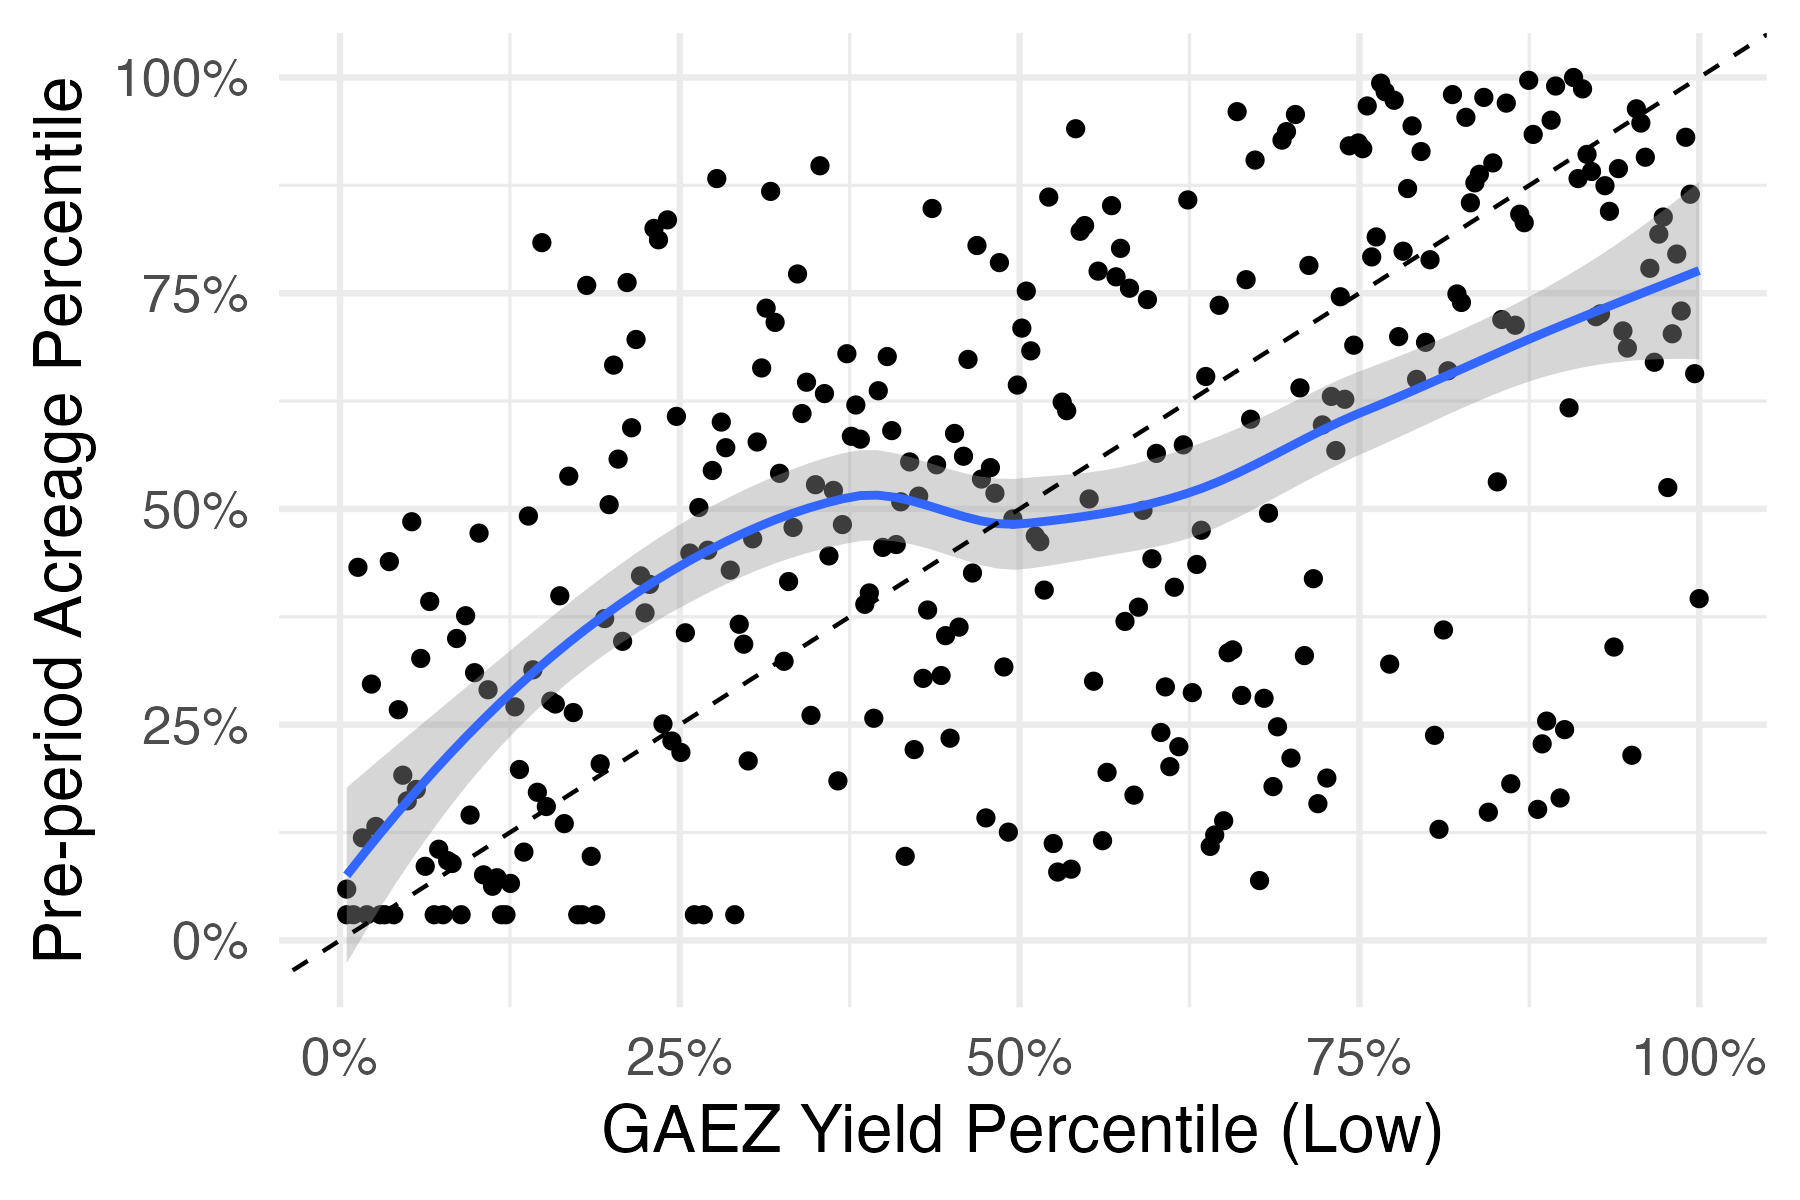 Pre-period Acreage Percentile
100%
75%
50%
25%
0%
0% 25% 50% 75% 100%
GAEZ Yield Percentile (Low)